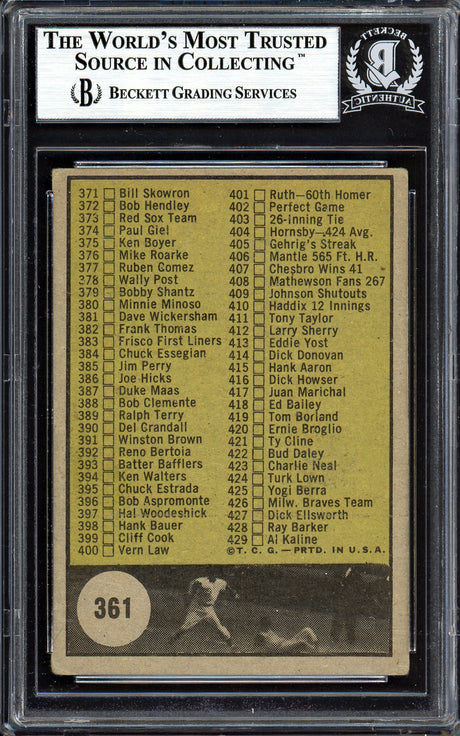 THE WORLD'S MOST TRUSTED
SOURCE IN COLLECTING™
B BECKETT GRADING SERVICES
BECKETT
B
AUTHENTIC
371 Bill Skowron
372 Bob Hendley
373 Red Sox Team
374 Paul Giel
375 Ken Boyer
376 Mike Roarke
377 Ruben Gomez
378 Wally Post
379 Bobby Shantz
380 Minnie Minoso
381 Dave Wickersham
382 Frank Thomas
383 Frisco First Liners
384 Chuck Essegian
385 Jim Perry
386 Joe Hicks
387 Duke Maas
388 Bob Clemente
389 Ralph Terry
390 Del Crandall
391 Winston Brown
392 Reno Bertoia
393 Batter Bafflers
394 Ken Walters
395 Chuck Estrada
396 Bob Aspromonte
397 Hal Woodeshick
398 Hank Bauer
399 Cliff Cook
400 Vern Law
401 Ruth—60th Homer
402 Perfect Game
403 26-Inning Tie
404 Hornsby—.424 Avg.
405 Gehrig's Streak
406 Mantle 565 Ft. H.R.
407 Chesbro Wins 41
408 Mathewson Fans 267
409 Johnson Shutouts
410 Haddix 12 Innings
411 Tony Taylor
412 Larry Sherry
413 Eddie Yost
414 Dick Donovan
415 Hank Aaron
416 Dick Howser
417 Juan Marichal
418 Ed Bailey
419 Tom Borland
420 Ernie Broglio
421 Ty Cline
422 Bud Daley
423 Charlie Neal
424 Turk Lown
425 Yogi Berra
426 Milw. Braves Team
427 Dick Ellsworth
428 Ray Barker
429 Al Kaline
©T. C. G. — PRTD. IN U. S. A.
361